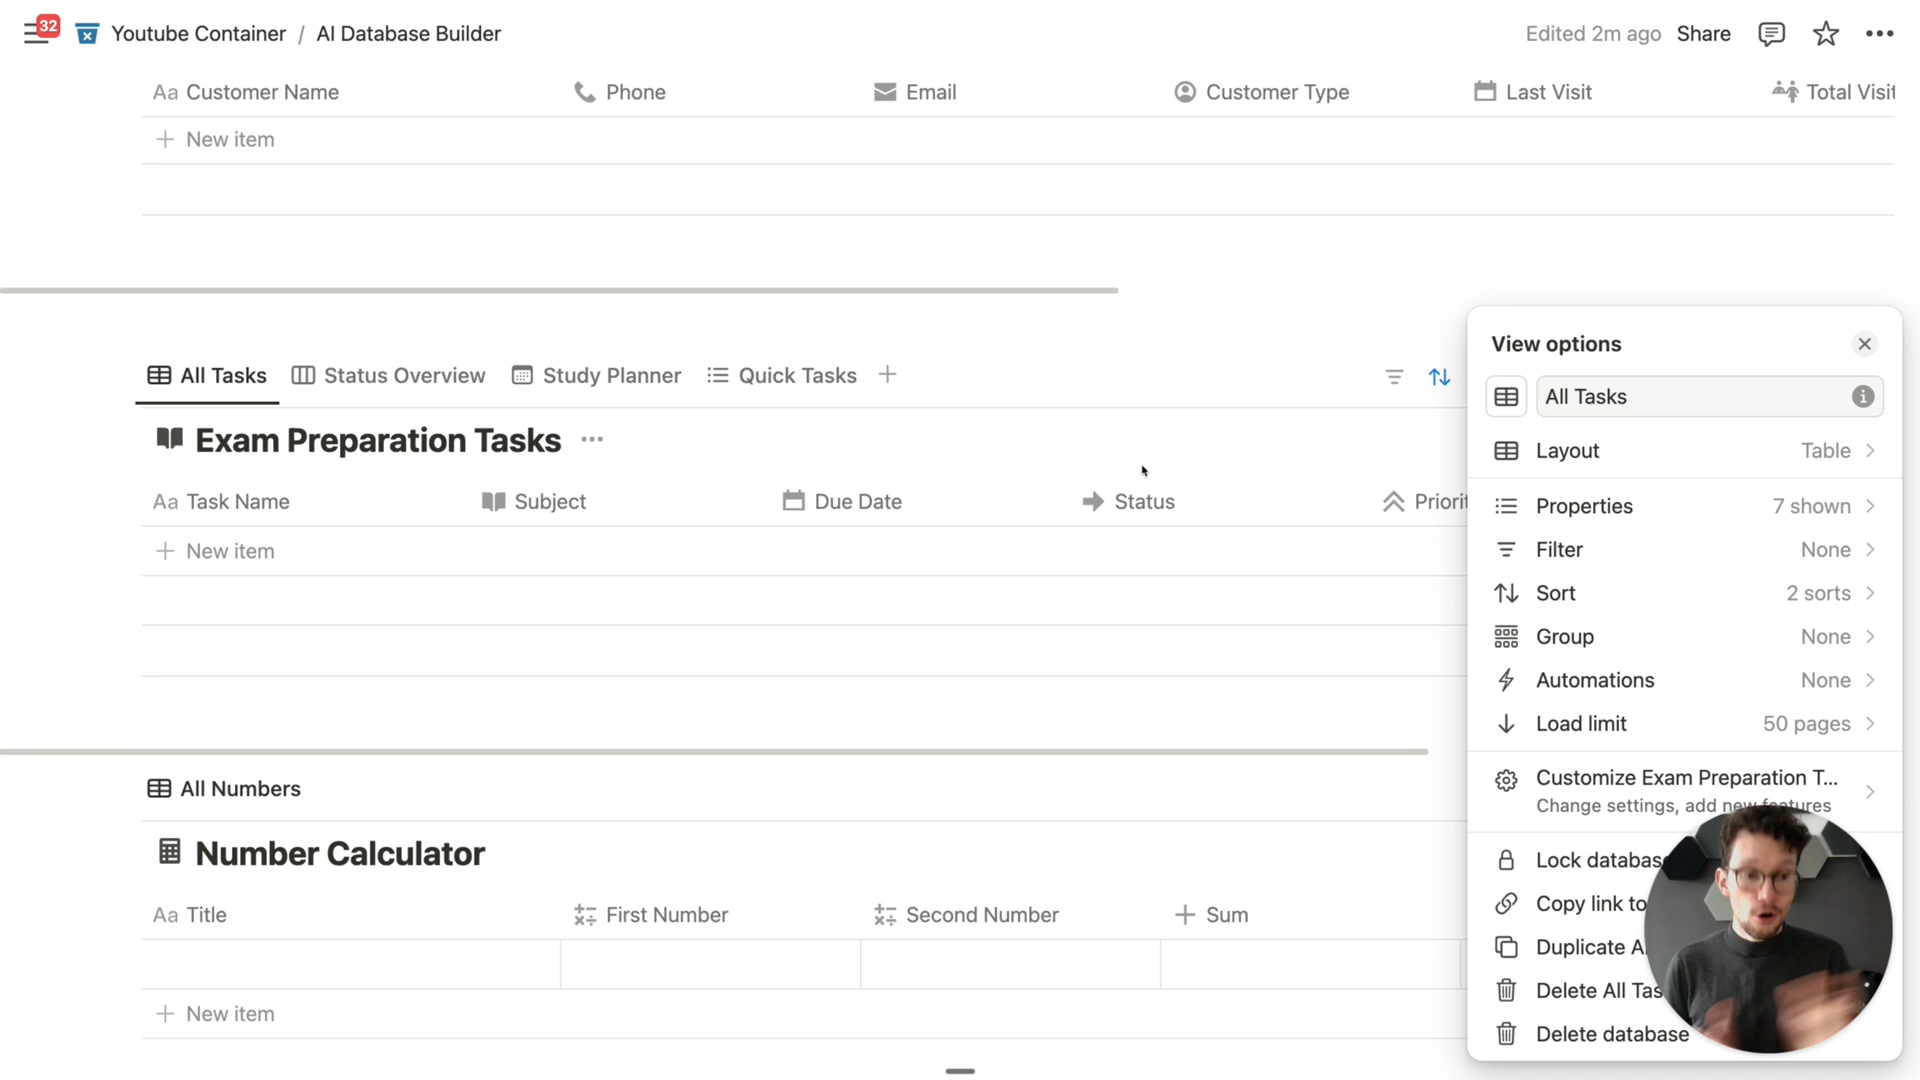 32 Youtube Container / AI Database Builder Edited 2m ago Share
Aa Customer Name Phone Email Customer Type Last Visit Total Visit
+ New item
All Tasks Status Overview Study Planner Quick Tasks +
Exam Preparation Tasks ...
Aa Task Name Subject Due Date Status Priorit
+ New item
All Numbers
Number Calculator
Aa Title First Number Second Number Sum
+ New item
View options
All Tasks
Layout Table
Properties 7 shown
Filter None
Sort 2 sorts
Group None
Automations None
Load limit 50 pages
Customize Exam Preparation T...
Change settings, add new features
Lock databas
Copy link to
Duplicate A
Delete All Tas
Delete database